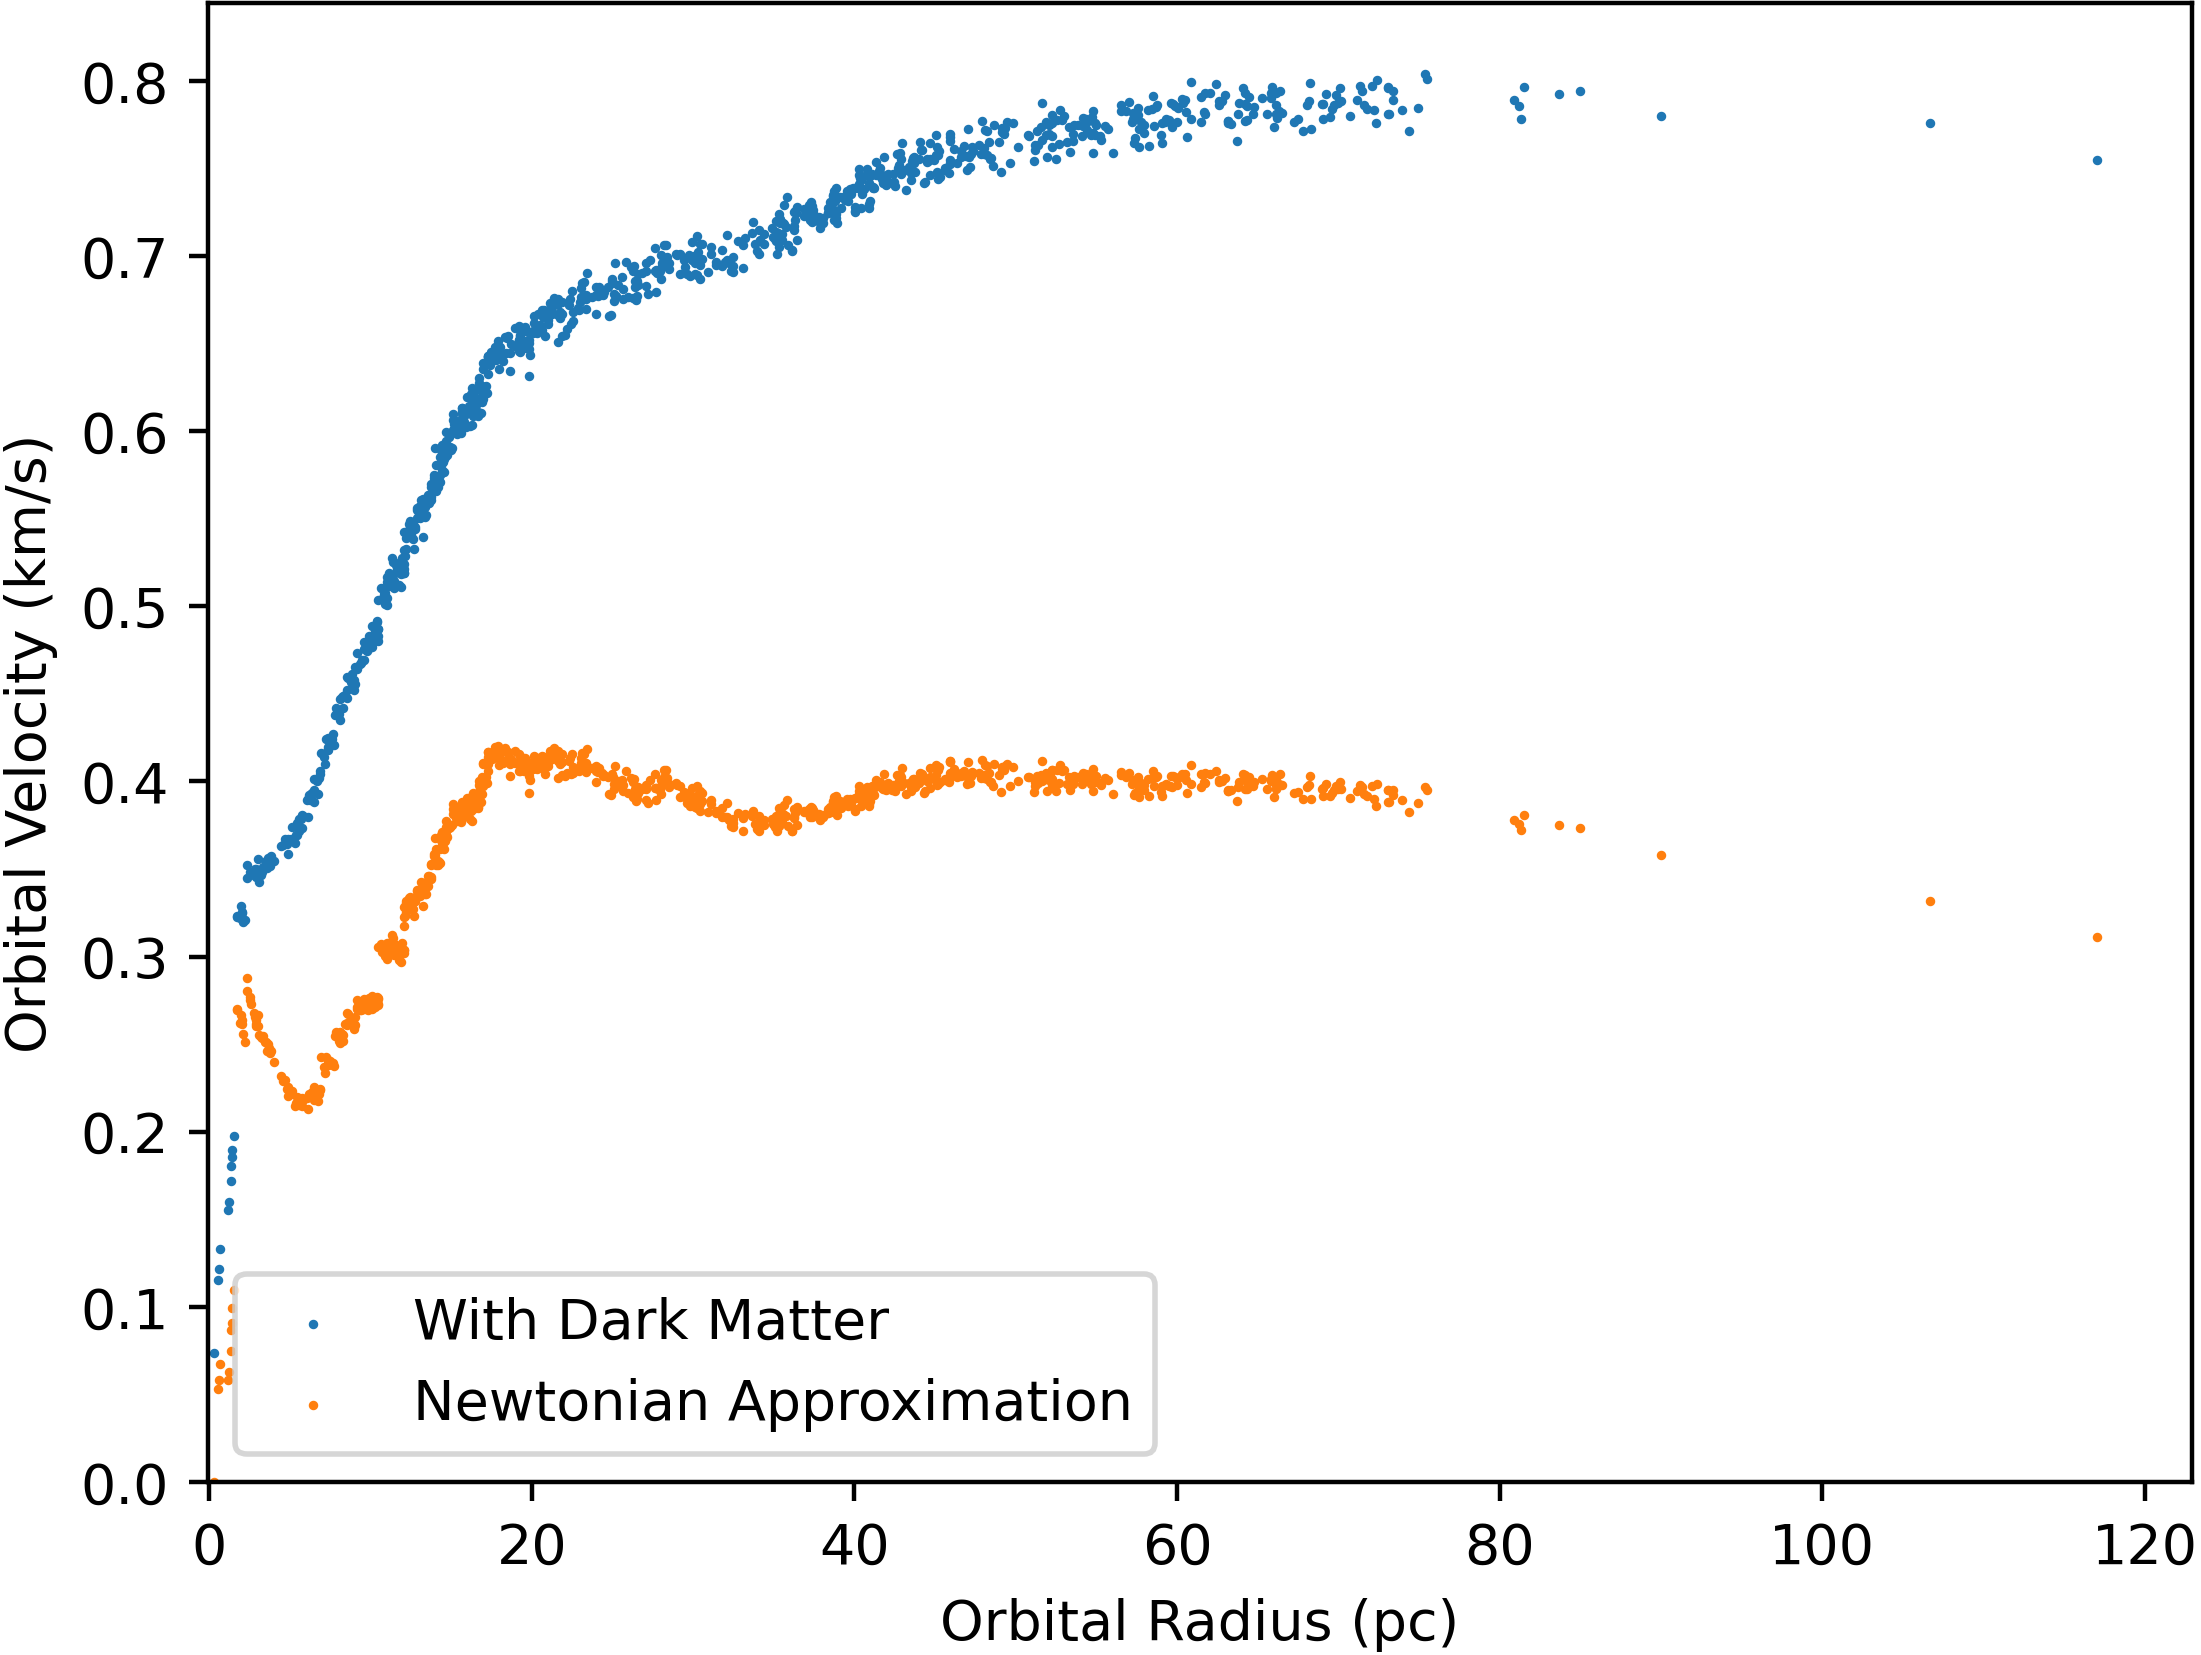 0.8
0.7
0.6
0.5
0.4
0.3
0.2
0.1
0.0
Orbital Velocity (km/s)
With Dark Matter
Newtonian Approximation
0 20 40 60 80 100 120
Orbital Radius (pc)